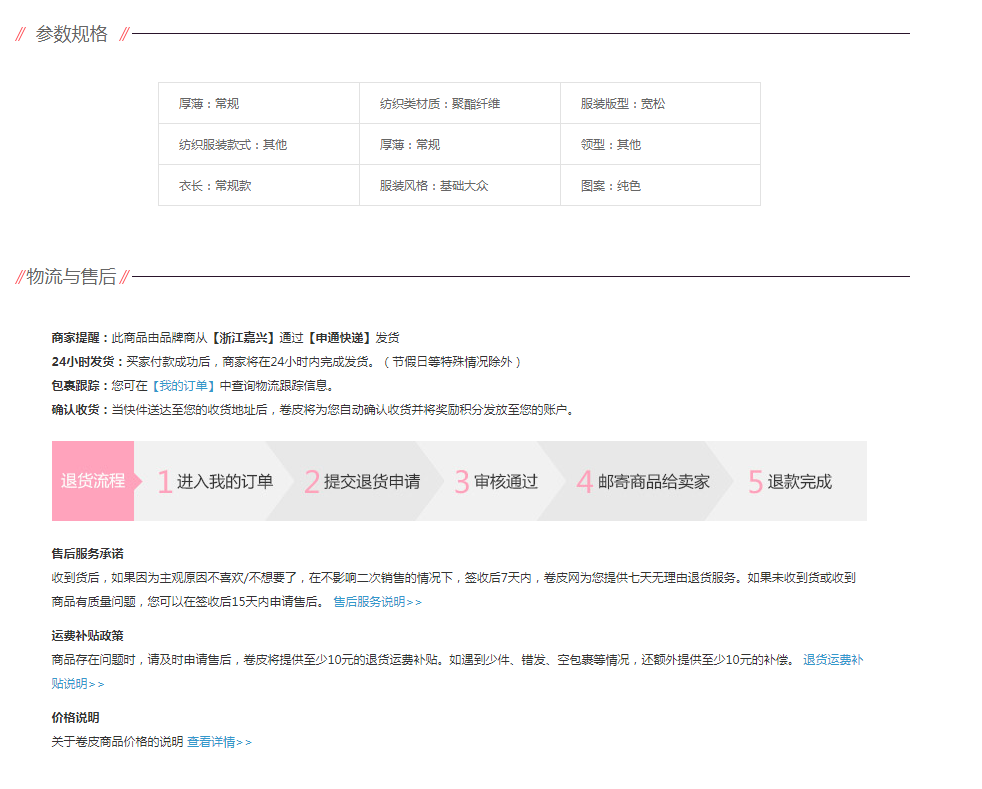 // 参数规格 //
厚薄：常规 纺织类材质：聚酯纤维 服装版型：宽松
纺织服装款式：其他 厚薄：常规 领型：其他
衣长：常规款 服装风格：基础大众 图案：纯色
//物流与售后//
商家提醒：此商品由品牌商从【浙江嘉兴】通过【申通快递】发货
24小时发货：买家付款成功后，商家将在24小时内完成发货。（节假日等特殊情况除外）
包裹跟踪：您可在【我的订单】中查询物流跟踪信息。
确认收货：当快件送达至您的收货地址后，卷皮将为您自动确认收货并将奖励积分发放至您的账户。
退货流程 1 进入我的订单 2 提交退货申请 3 审核通过 4 邮寄商品给卖家 5 退款完成
售后服务承诺
收到货后，如果因为主观原因不喜欢/不想要了，在不影响二次销售的情况下，签收后7天内，卷皮网为您提供七天无理由退货服务。如果未收到货或收到
商品有质量问题，您可以在签收后15天内申请售后。 售后服务说明>>
运费补贴政策
商品存在问题时，请及时申请售后，卷皮将提供至少10元的退货运费补贴。如遇到少件、错发、空包裹等情况，还额外提供至少10元的补偿。 退货运费补
贴说明>>
价格说明
关于卷皮商品价格的说明 查看详情>>